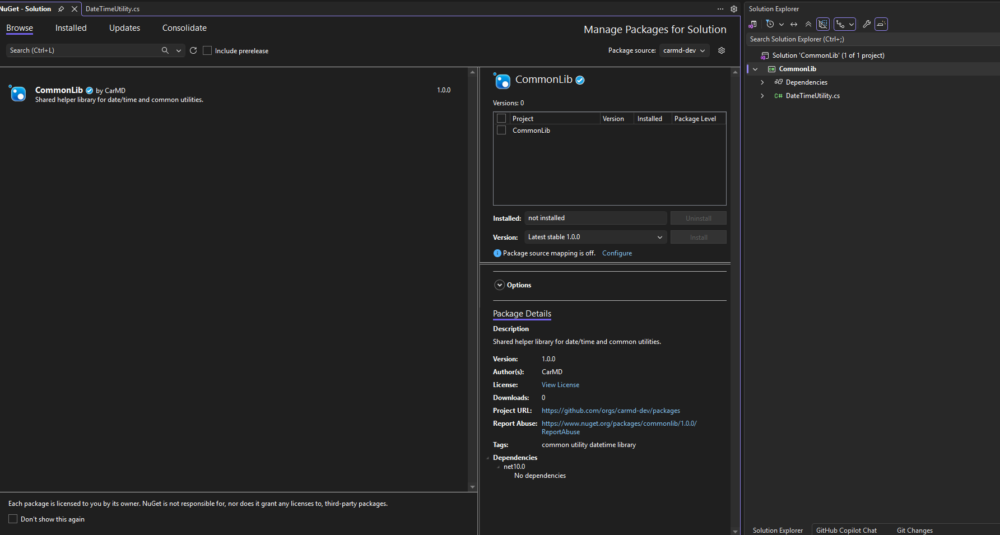 NuGet - Solution
DateTimeUtility.cs
Browse
Installed
Updates
Consolidate
Manage Packages for Solution
Search (Ctrl+L)
Include prerelease
Package source: carmd-dev
CommonLib by CarMD
1.0.0
Shared helper library for date/time and common utilities.
Each package is licensed to you by its owner. NuGet is not responsible for, nor does it grant any licenses to, third-party packages.
Don't show this again
CommonLib
Versions: 0
Project Version Installed Package Level
CommonLib
Installed: not installed Uninstall
Version: Latest stable 1.0.0 Install
Package source mapping is off. Configure
Options
Package Details
Description
Shared helper library for date/time and common utilities.
Version: 1.0.0
Author(s): CarMD
License: View License
Downloads: 0
Project URL: https://github.com/orgs/carmd-dev/packages
Report Abuse: https://www.nuget.org/packages/commonlib/1.0.0/
ReportAbuse
Tags: common utility datetime library
Dependencies
net10.0
No dependencies
Solution Explorer
Search Solution Explorer (Ctrl+;)
Solution 'CommonLib' (1 of 1 project)
C# CommonLib
Dependencies
C# DateTimeUtility.cs
Solution Explorer
GitHub Copilot Chat
Git Changes